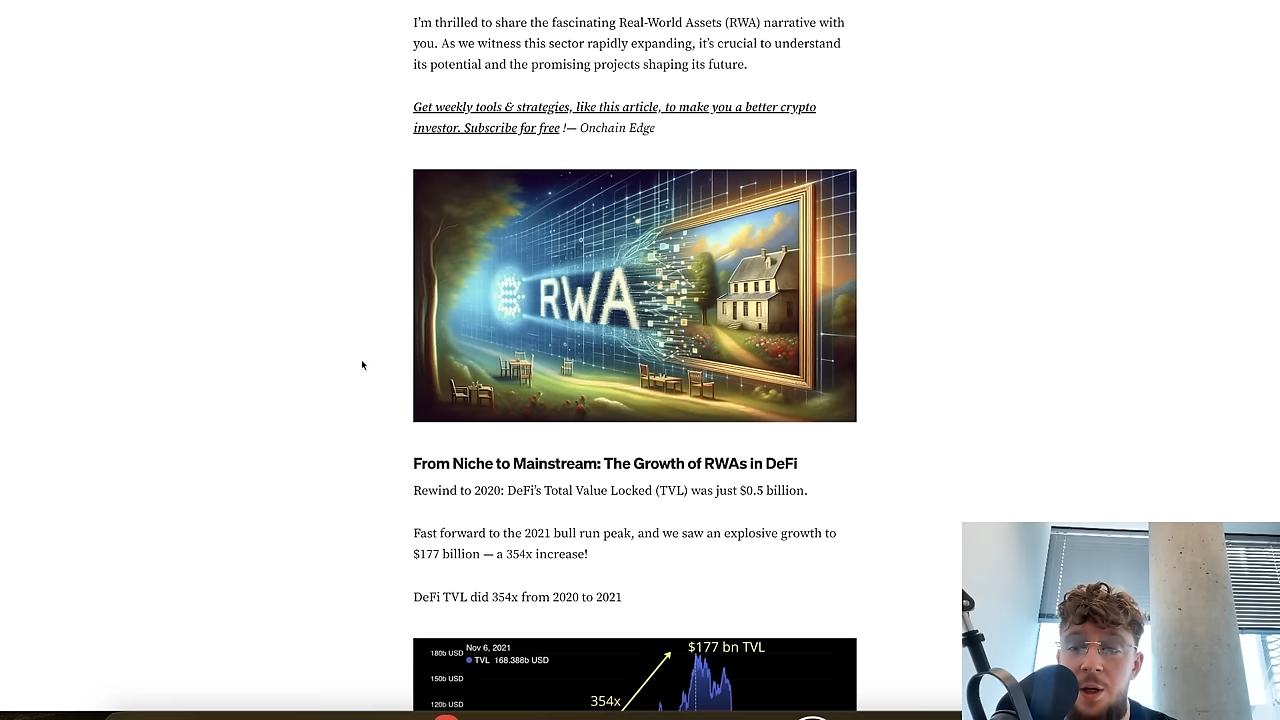 I'm thrilled to share the fascinating Real-World Assets (RWA) narrative with
you. As we witness this sector rapidly expanding, it's crucial to understand
its potential and the promising projects shaping its future.
Get weekly tools & strategies, like this article, to make you a better crypto
investor. Subscribe for free !— Onchain Edge
RWA
From Niche to Mainstream: The Growth of RWAs in DeFi
Rewind to 2020: DeFi's Total Value Locked (TVL) was just $0.5 billion.
Fast forward to the 2021 bull run peak, and we saw an explosive growth to
$177 billion — a 354x increase!
DeFi TVL did 354x from 2020 to 2021
Nov 6, 2021
180b USD
TVL 168.388b USD
$177 bn TVL
150b USD
354x
120b USD